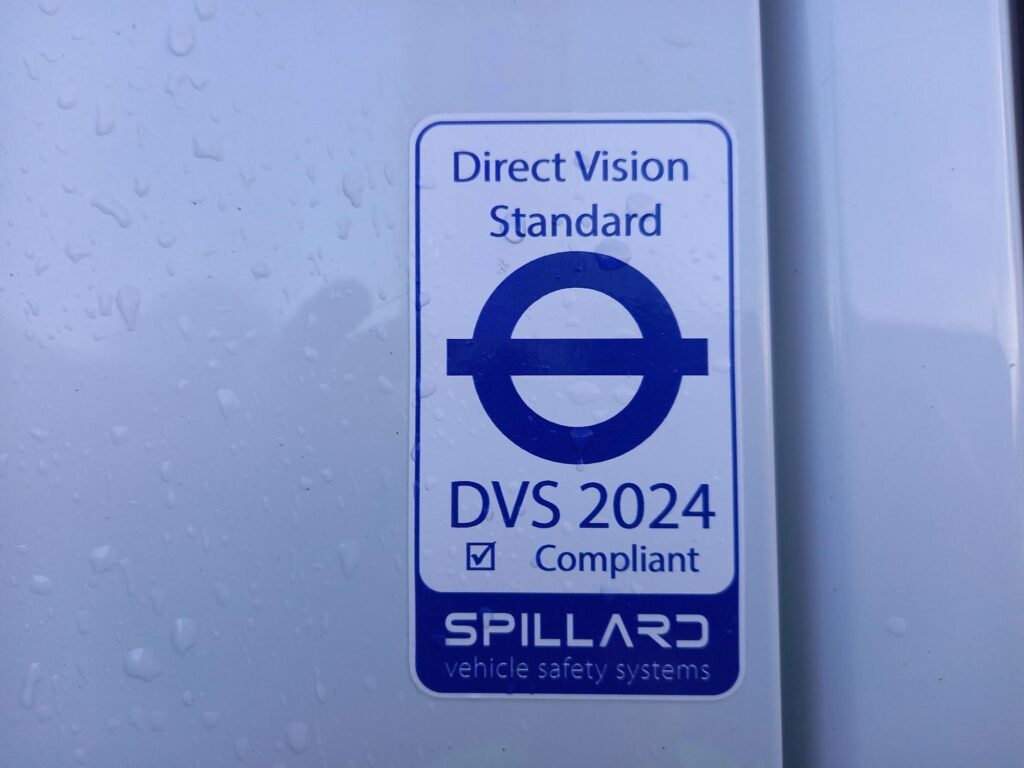 Direct Vision
Standard
DVS 2024
☑ Compliant
SPILLARD
vehicle safety systems